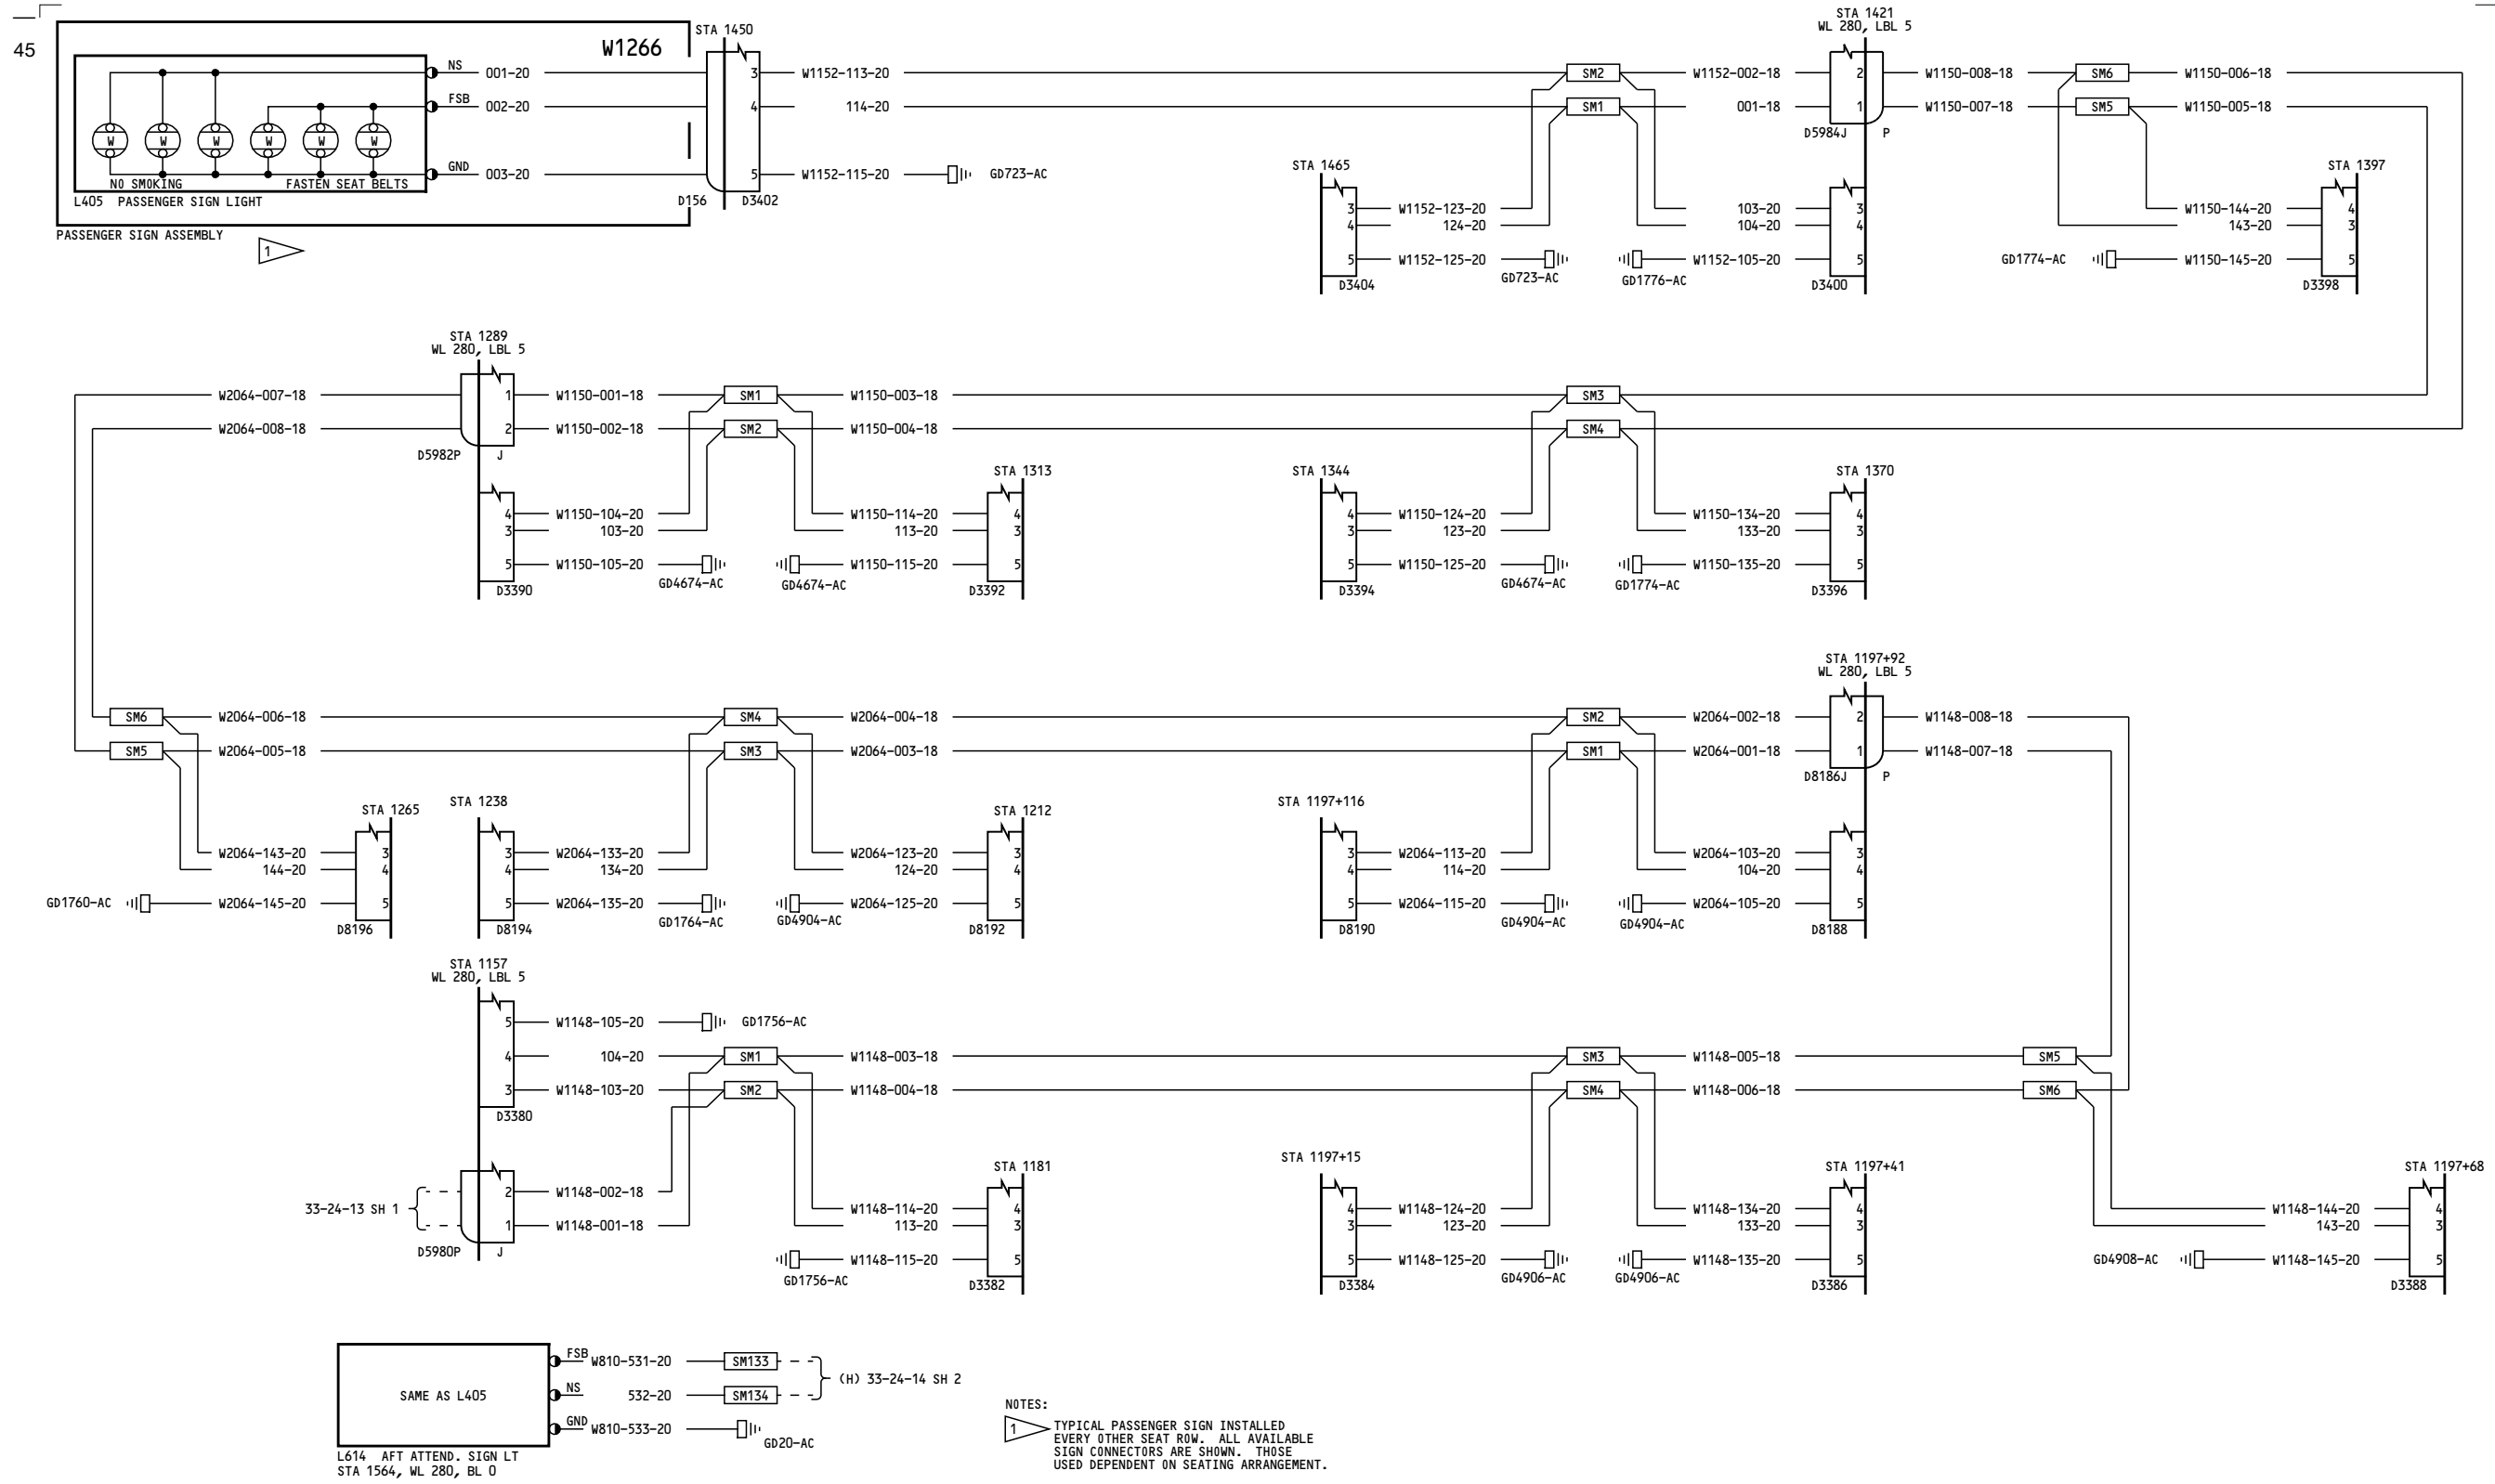 45
W1266
STA 1450
NS 001-20
FSB 002-20
GND 003-20
W W W W W W
NO SMOKING FASTEN SEAT BELTS
L405 PASSENGER SIGN LIGHT
PASSENGER SIGN ASSEMBLY
1
D156 D3402
3 W1152-113-20
4 114-20
5 W1152-115-20 GD723-AC
STA 1421
WL 280, LBL 5
SM2 W1152-002-18 2 W1150-008-18 SM6 W1150-006-18
SM1 001-18 1 W1150-007-18 SM5 W1150-005-18
D5984J P
STA 1465
3 W1152-123-20
4 124-20
5 W1152-125-20
GD723-AC
D3404
103-20 3
104-20 4
W1152-105-20 5
GD1776-AC
D3400
STA 1397
W1150-144-20 4
143-20 3
GD1774-AC W1150-145-20 5
D3398
STA 1289
WL 280, LBL 5
W2064-007-18 1 W1150-001-18 SM1 W1150-003-18 SM3
W2064-008-18 2 W1150-002-18 SM2 W1150-004-18 SM4
D5982P J
4 W1150-104-20
3 103-20
5 W1150-105-20
GD4674-AC
D3390
STA 1313
W1150-114-20 4
113-20 3
W1150-115-20 5
GD4674-AC
D3392
STA 1344
4 W1150-124-20
3 123-20
5 W1150-125-20
GD4674-AC
D3394
STA 1370
W1150-134-20 4
133-20 3
W1150-135-20 5
GD1774-AC
D3396
STA 1197+92
WL 280, LBL 5
SM6 W2064-006-18 SM4 W2064-004-18 SM2 W2064-002-18 2 W1148-008-18
SM5 W2064-005-18 SM3 W2064-003-18 SM1 W2064-001-18 1 W1148-007-18
D8186J P
STA 1265
W2064-143-20 3
144-20 4
GD1760-AC W2064-145-20 5
D8196
STA 1238
3 W2064-133-20
4 134-20
5 W2064-135-20
GD1764-AC
D8194
STA 1212
W2064-123-20 3
124-20 4
W2064-125-20 5
GD4904-AC
D8192
STA 1197+116
3 W2064-113-20
4 114-20
5 W2064-115-20
GD4904-AC
D8190
W2064-103-20 3
104-20 4
W2064-105-20 5
GD4904-AC
D8188
STA 1157
WL 280, LBL 5
5 W1148-105-20 GD1756-AC
4 104-20 SM1 W1148-003-18 SM3 W1148-005-18 SM5
3 W1148-103-20 SM2 W1148-004-18 SM4 W1148-006-18 SM6
D3380
33-24-13 SH 1
2 W1148-002-18
1 W1148-001-18
D5980P J
STA 1181
W1148-114-20 4
113-20 3
W1148-115-20 5
GD1756-AC
D3382
STA 1197+15
4 W1148-124-20
3 123-20
5 W1148-125-20
GD4906-AC
D3384
STA 1197+41
W1148-134-20 4
133-20 3
W1148-135-20 5
GD4906-AC
D3386
STA 1197+68
W1148-144-20 4
143-20 3
GD4908-AC W1148-145-20 5
D3388
SAME AS L405
FSB W810-531-20 SM133
NS 532-20 SM134
(H) 33-24-14 SH 2
GND W810-533-20
GD20-AC
L614 AFT ATTEND. SIGN LT
STA 1564, WL 280, BL 0
NOTES:
1 TYPICAL PASSENGER SIGN INSTALLED
EVERY OTHER SEAT ROW. ALL AVAILABLE
SIGN CONNECTORS ARE SHOWN. THOSE
USED DEPENDENT ON SEATING ARRANGEMENT.